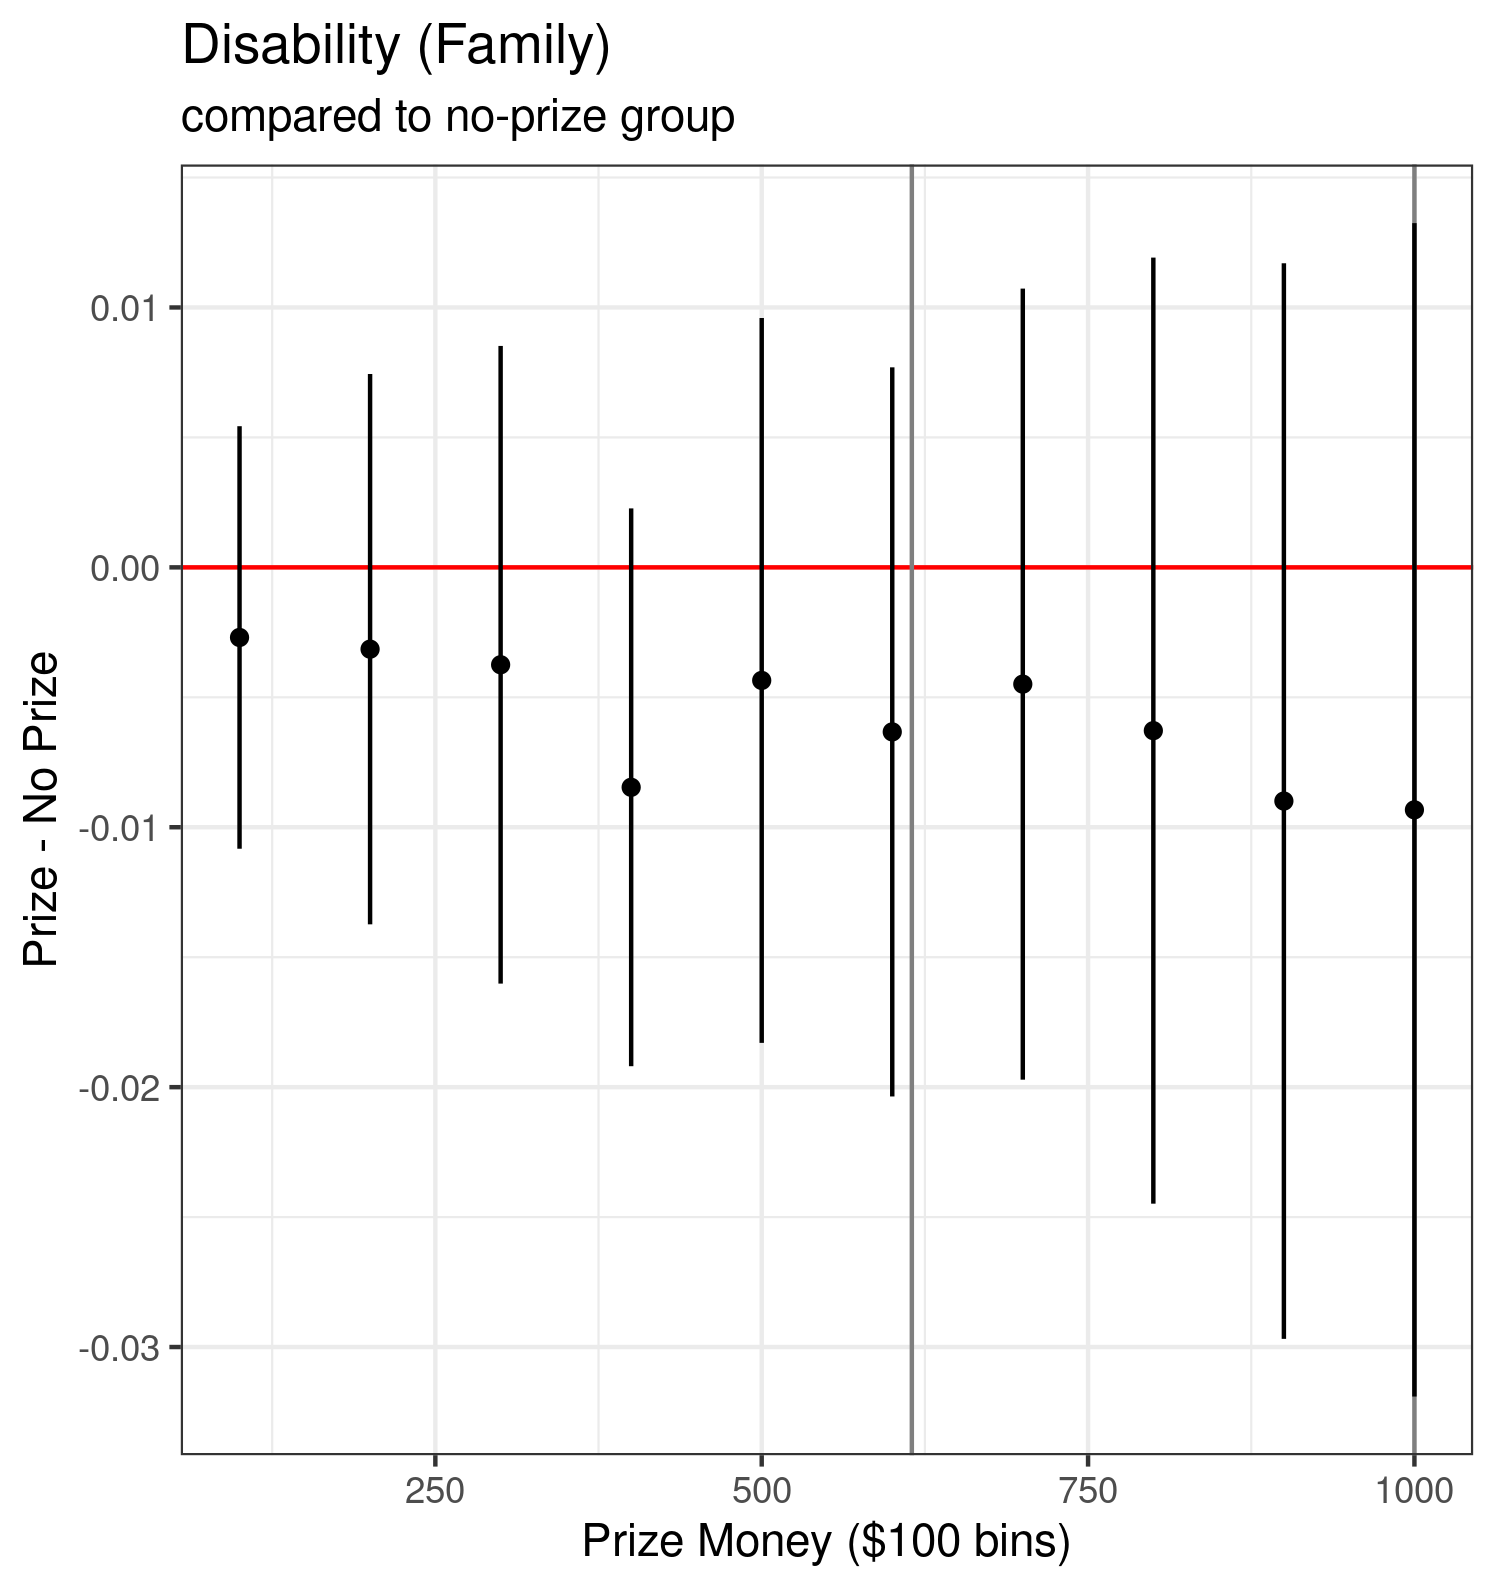 Disability (Family)
compared to no-prize group
Prize - No Prize
0.01
0.00
-0.01
-0.02
-0.03
250 500 750 1000
Prize Money ($100 bins)